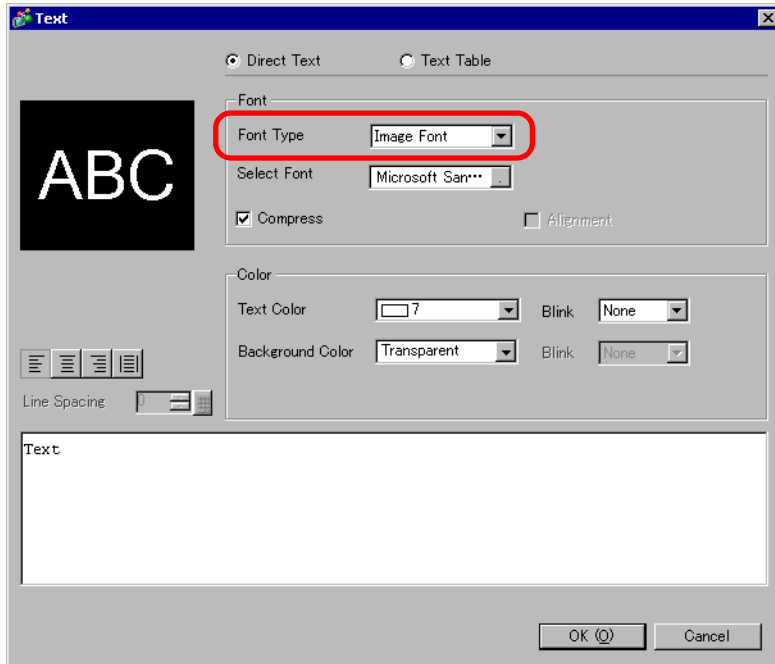 Text
Direct Text Text Table
Font
Font Type Image Font
ABC
Select Font Microsoft San···
Compress Alignment
Color
Text Color 7 Blink None
Background Color Transparent Blink None
Line Spacing 0
Text
OK (O) Cancel